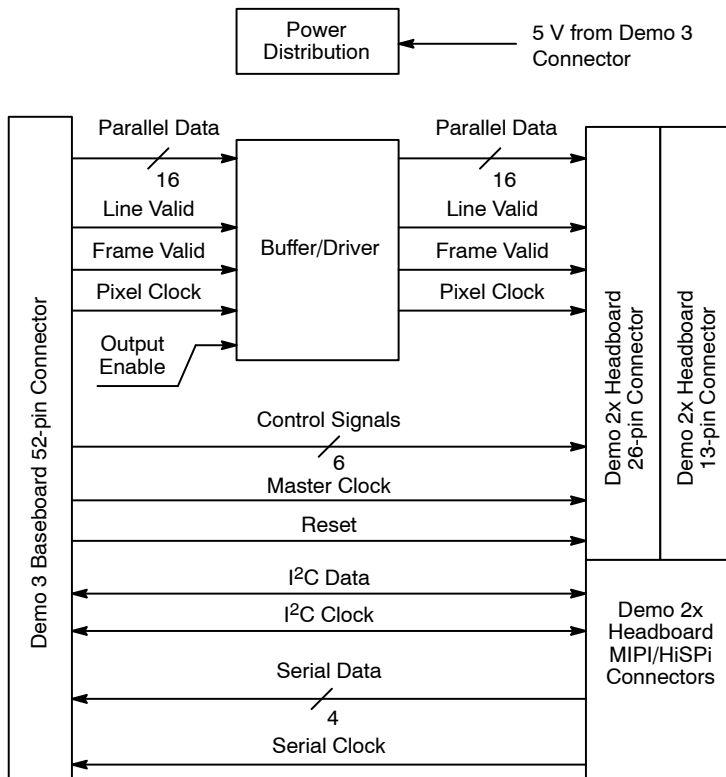 Power
Distribution
5 V from Demo 3
Connector
Parallel Data
16
Line Valid
Frame Valid
Pixel Clock
Output
Enable
Buffer/Driver
Parallel Data
16
Line Valid
Frame Valid
Pixel Clock
Demo 3 Baseboard 52-pin Connector
Control Signals
6
Master Clock
Reset
I²C Data
I²C Clock
Serial Data
4
Serial Clock
Demo 2x Headboard
26-pin Connector
Demo 2x Headboard
13-pin Connector
Demo 2x
Headboard
MIPI/HiSPi
Connectors